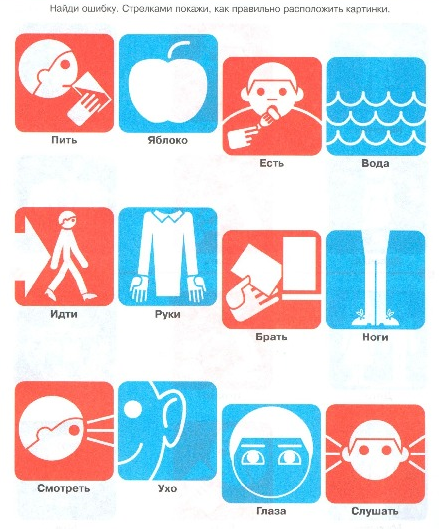 Найди ошибку. Стрелками покажи, как правильно расположить картинки.
Пить
Яблоко
Есть
Вода
Идти
Руки
Брать
Ноги
Смотреть
Ухо
Глаза
Слушать